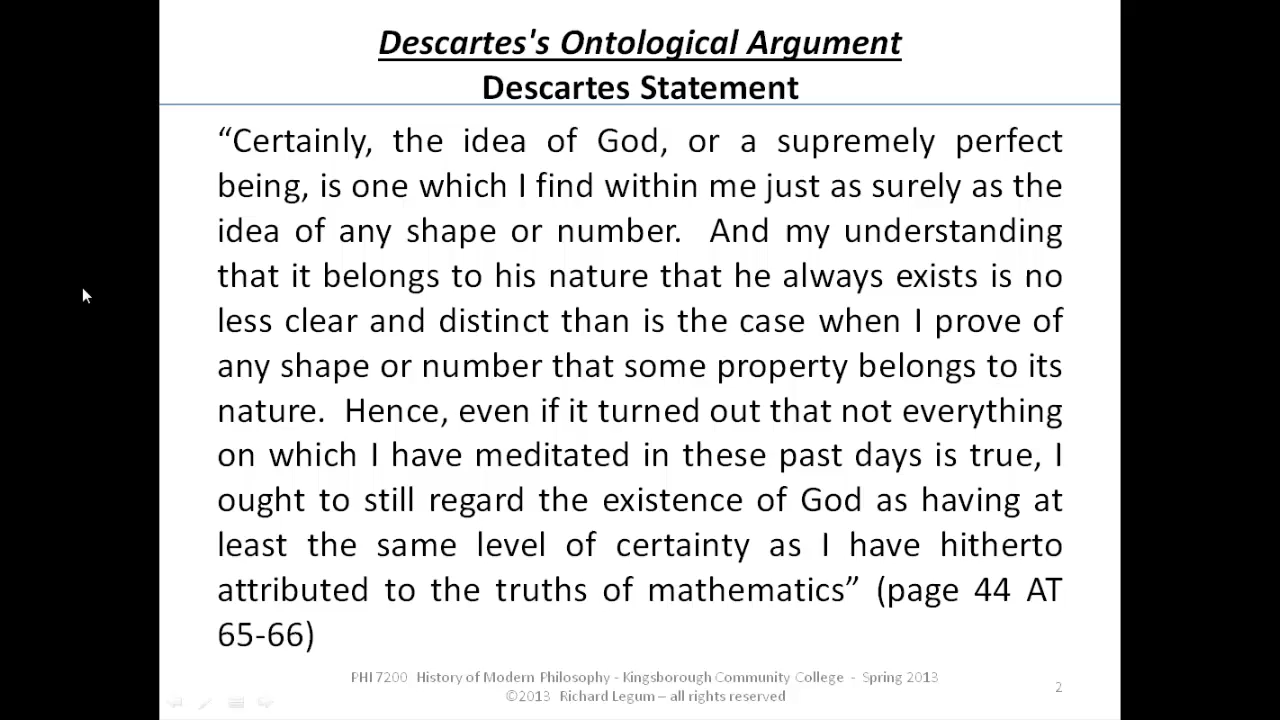 Descartes's Ontological Argument
Descartes Statement
“Certainly, the idea of God, or a supremely perfect
being, is one which I find within me just as surely as the
idea of any shape or number. And my understanding
that it belongs to his nature that he always exists is no
less clear and distinct than is the case when I prove of
any shape or number that some property belongs to its
nature. Hence, even if it turned out that not everything
on which I have meditated in these past days is true, I
ought to still regard the existence of God as having at
least the same level of certainty as I have hitherto
attributed to the truths of mathematics” (page 44 AT
65-66)
PHI 7200 History of Modern Philosophy - Kingsborough Community College - Spring 2013
©2013 Richard Legum – all rights reserved
2